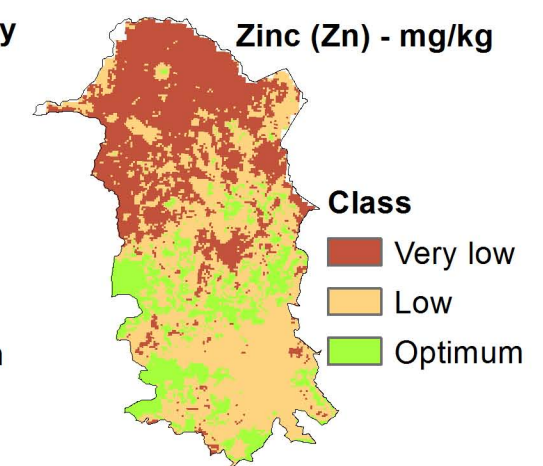 y
Zinc (Zn) - mg/kg
Class
Very low
Low
Optimum